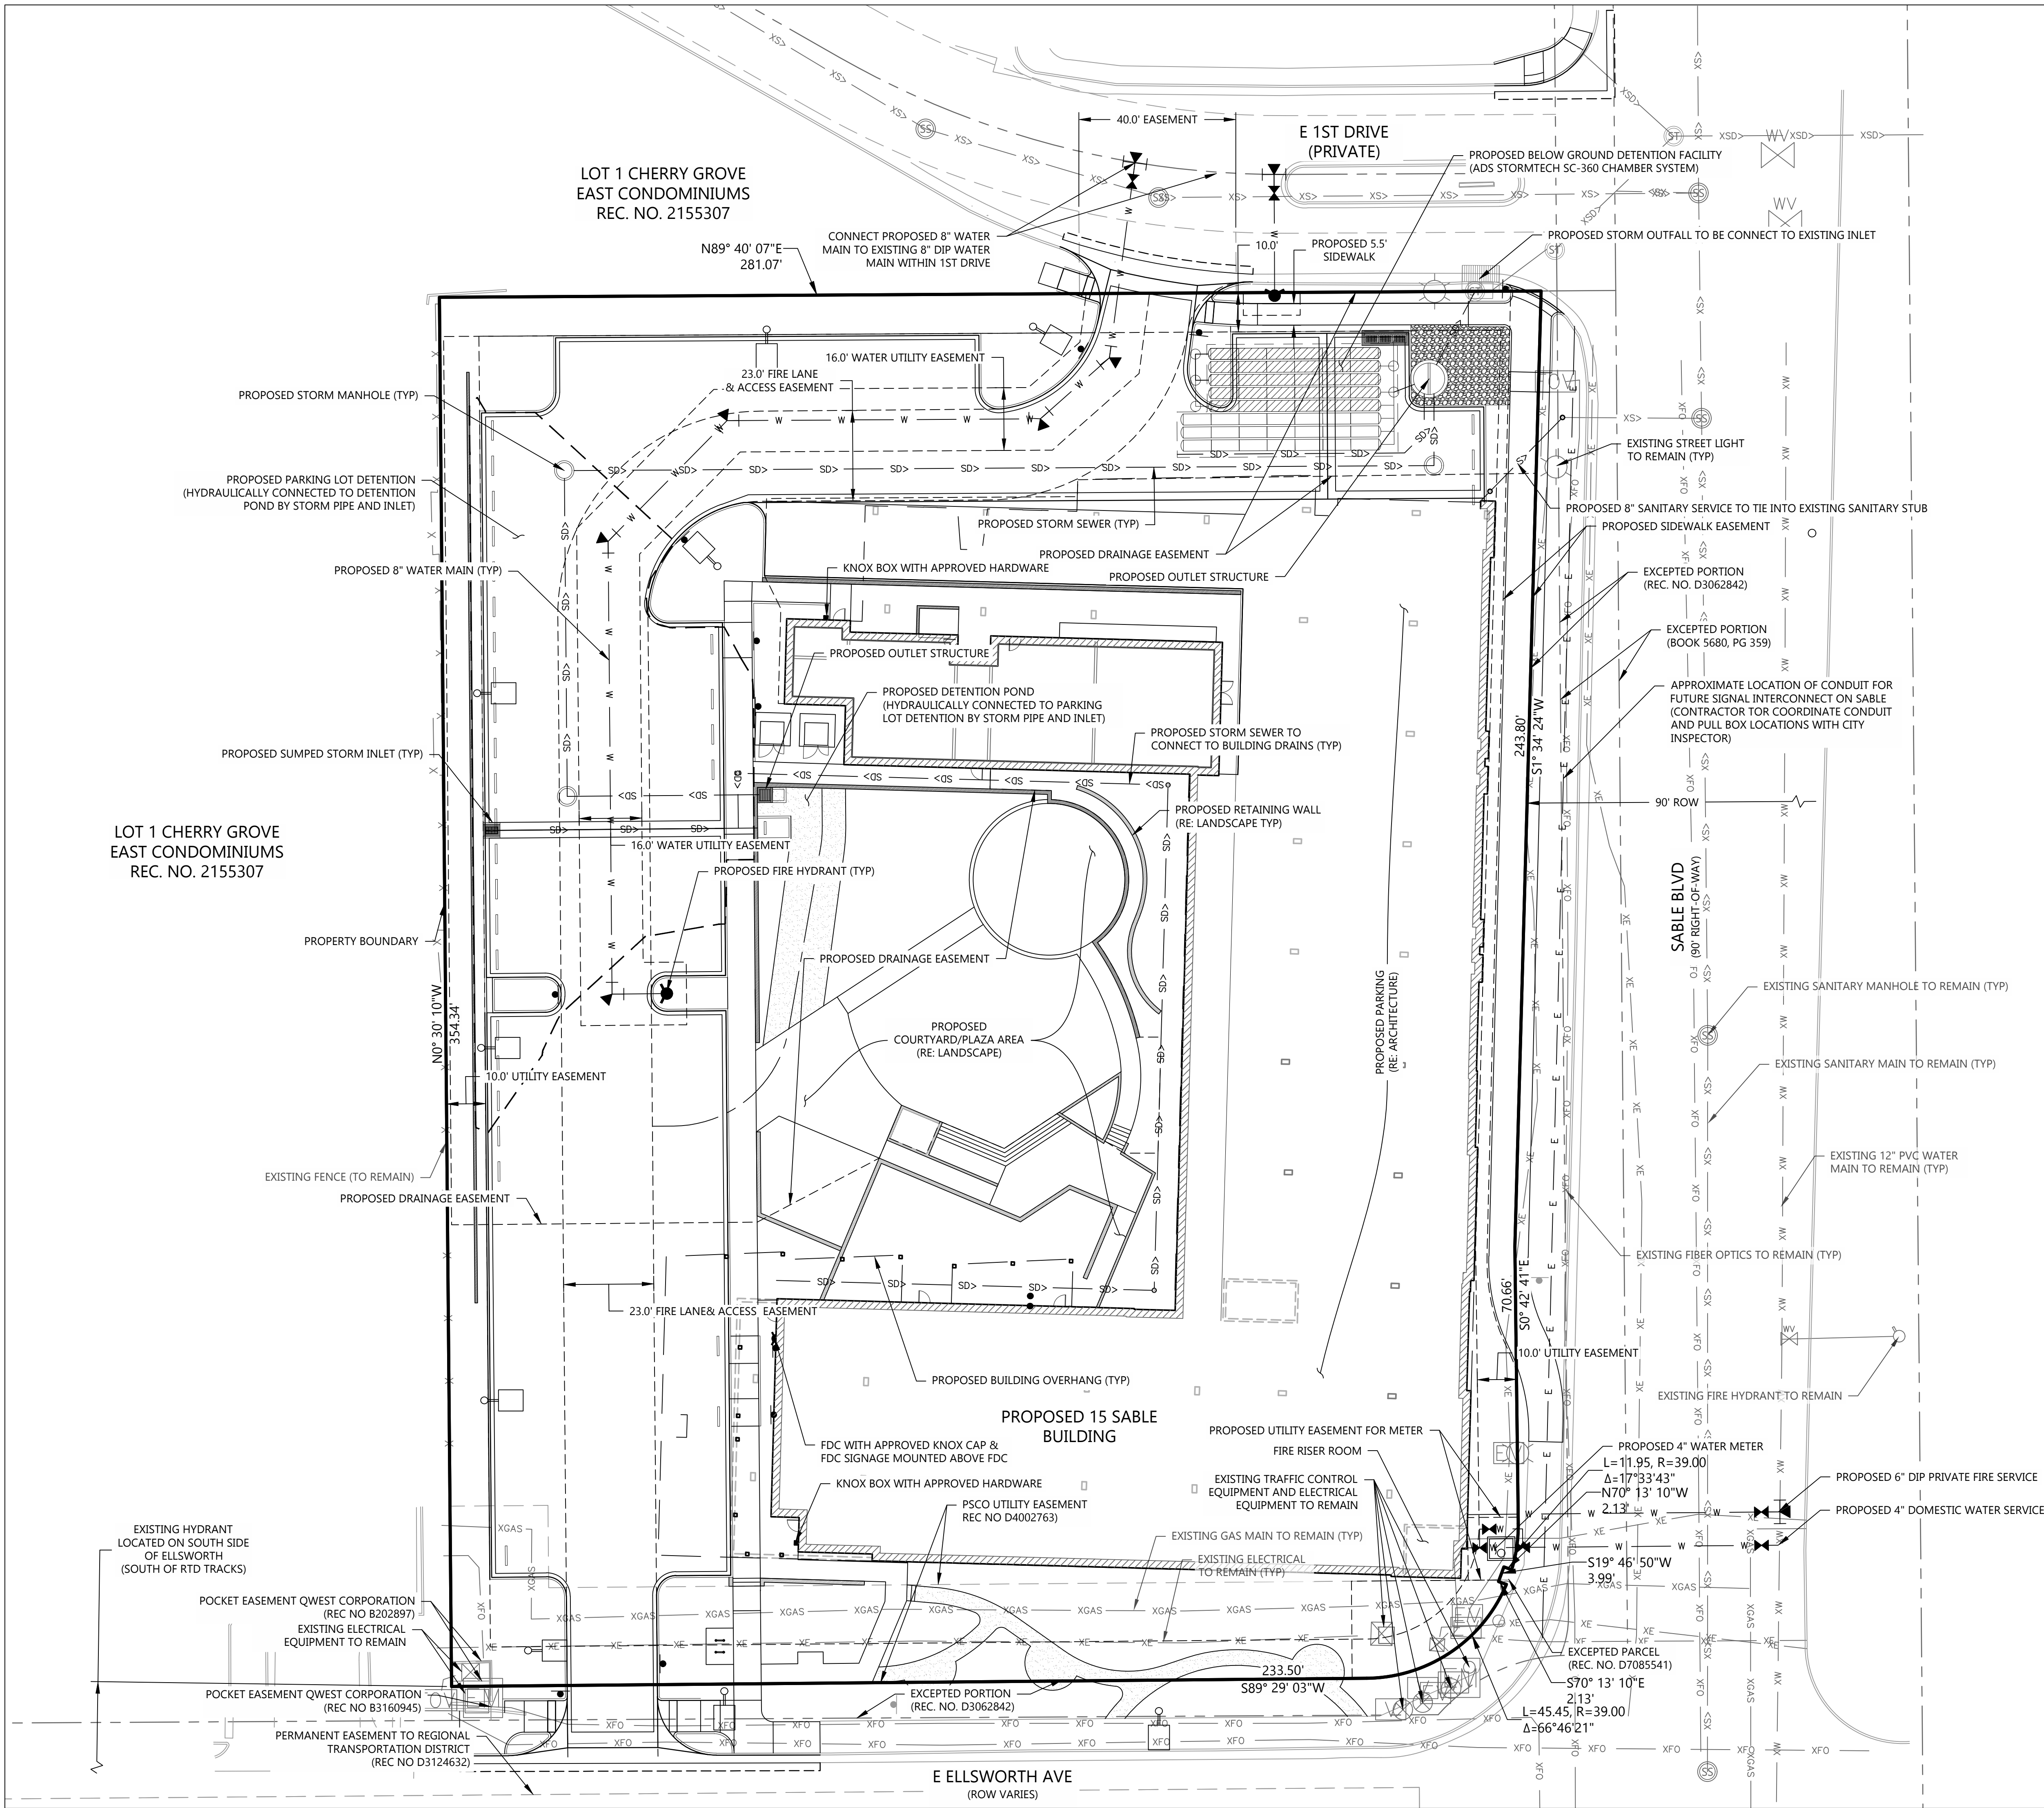 40.0' EASEMENT
E 1ST DRIVE
(PRIVATE)
PROPOSED BELOW GROUND DETENTION FACILITY
(ADS STORMTECH SC-360 CHAMBER SYSTEM)
LOT 1 CHERRY GROVE
EAST CONDOMINIUMS
REC. NO. 2155307
N89° 40' 07"E
281.07'
CONNECT PROPOSED 8" WATER
MAIN TO EXISTING 8" DIP WATER
MAIN WITHIN 1ST DRIVE
10.0'
PROPOSED 5.5'
SIDEWALK
PROPOSED STORM OUTFALL TO BE CONNECT TO EXISTING INLET
16.0' WATER UTILITY EASEMENT
23.0' FIRE LANE
& ACCESS EASEMENT
PROPOSED STORM MANHOLE (TYP)
EXISTING STREET LIGHT
TO REMAIN (TYP)
PROPOSED PARKING LOT DETENTION
(HYDRAULICALLY CONNECTED TO DETENTION
POND BY STORM PIPE AND INLET)
PROPOSED 8" SANITARY SERVICE TO TIE INTO EXISTING SANITARY STUB
PROPOSED STORM SEWER (TYP)
PROPOSED SIDEWALK EASEMENT
PROPOSED DRAINAGE EASEMENT
PROPOSED 8" WATER MAIN (TYP)
KNOX BOX WITH APPROVED HARDWARE
PROPOSED OUTLET STRUCTURE
EXCEPTED PORTION
(REC. NO. D3062842)
EXCEPTED PORTION
(BOOK 5680, PG 359)
PROPOSED OUTLET STRUCTURE
PROPOSED DETENTION POND
(HYDRAULICALLY CONNECTED TO PARKING
LOT DETENTION BY STORM PIPE AND INLET)
APPROXIMATE LOCATION OF CONDUIT FOR
FUTURE SIGNAL INTERCONNECT ON SABLE
(CONTRACTOR TOR COORDINATE CONDUIT
AND PULL BOX LOCATIONS WITH CITY
INSPECTOR)
243.80'
S1° 34' 24"W
PROPOSED SUMPED STORM INLET (TYP)
PROPOSED STORM SEWER TO
CONNECT TO BUILDING DRAINS (TYP)
90' ROW
PROPOSED RETAINING WALL
(RE: LANDSCAPE TYP)
LOT 1 CHERRY GROVE
EAST CONDOMINIUMS
REC. NO. 2155307
16.0' WATER UTILITY EASEMENT
PROPOSED FIRE HYDRANT (TYP)
SABLE BLVD
(90' RIGHT-OF-WAY)
PROPERTY BOUNDARY
PROPOSED DRAINAGE EASEMENT
PROPOSED PARKING
(RE: ARCHITECTURE)
EXISTING SANITARY MANHOLE TO REMAIN (TYP)
N0° 30' 10"W
354.34'
PROPOSED
COURTYARD/PLAZA AREA
(RE: LANDSCAPE)
EXISTING SANITARY MAIN TO REMAIN (TYP)
10.0' UTILITY EASEMENT
EXISTING 12" PVC WATER
MAIN TO REMAIN (TYP)
EXISTING FENCE (TO REMAIN)
PROPOSED DRAINAGE EASEMENT
EXISTING FIBER OPTICS TO REMAIN (TYP)
70.66'
S0° 42' 41"E
23.0' FIRE LANE& ACCESS EASEMENT
10.0' UTILITY EASEMENT
PROPOSED BUILDING OVERHANG (TYP)
EXISTING FIRE HYDRANT TO REMAIN
PROPOSED 15 SABLE
BUILDING
PROPOSED UTILITY EASEMENT FOR METER
FIRE RISER ROOM
FDC WITH APPROVED KNOX CAP &
FDC SIGNAGE MOUNTED ABOVE FDC
PROPOSED 4" WATER METER
L=11.95, R=39.00
Δ=17°33'43"
N70° 13' 10"W
2.13'
PROPOSED 6" DIP PRIVATE FIRE SERVICE
PROPOSED 4" DOMESTIC WATER SERVICE
EXISTING TRAFFIC CONTROL
EQUIPMENT AND ELECTRICAL
EQUIPMENT TO REMAIN
KNOX BOX WITH APPROVED HARDWARE
PSCO UTILITY EASEMENT
REC NO D4002763)
EXISTING GAS MAIN TO REMAIN (TYP)
EXISTING ELECTRICAL
TO REMAIN (TYP)
EXISTING HYDRANT
LOCATED ON SOUTH SIDE
OF ELLSWORTH
(SOUTH OF RTD TRACKS)
S19° 46' 50"W
3.99'
POCKET EASEMENT QWEST CORPORATION
(REC NO B202897)
EXISTING ELECTRICAL
EQUIPMENT TO REMAIN
EXCEPTED PARCEL
(REC. NO. D7085541)
S70° 13' 10"E
2.13'
L=45.45, R=39.00
Δ=66°46'21"
233.50'
S89° 29' 03"W
POCKET EASEMENT QWEST CORPORATION
(REC NO B3160945)
EXCEPTED PORTION
(REC. NO. D3062842)
PERMANENT EASEMENT TO REGIONAL
TRANSPORTATION DISTRICT
(REC NO D3124632)
E ELLSWORTH AVE
(ROW VARIES)